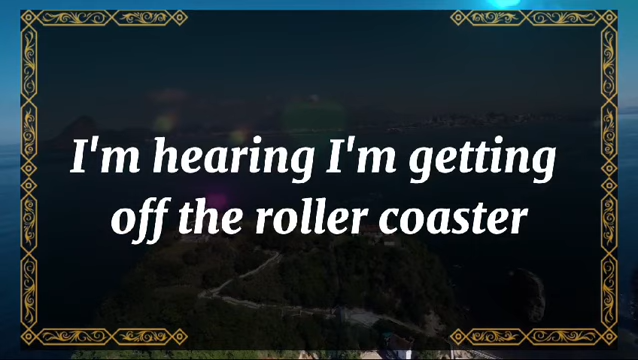 I'm hearing I'm getting
off the roller coaster